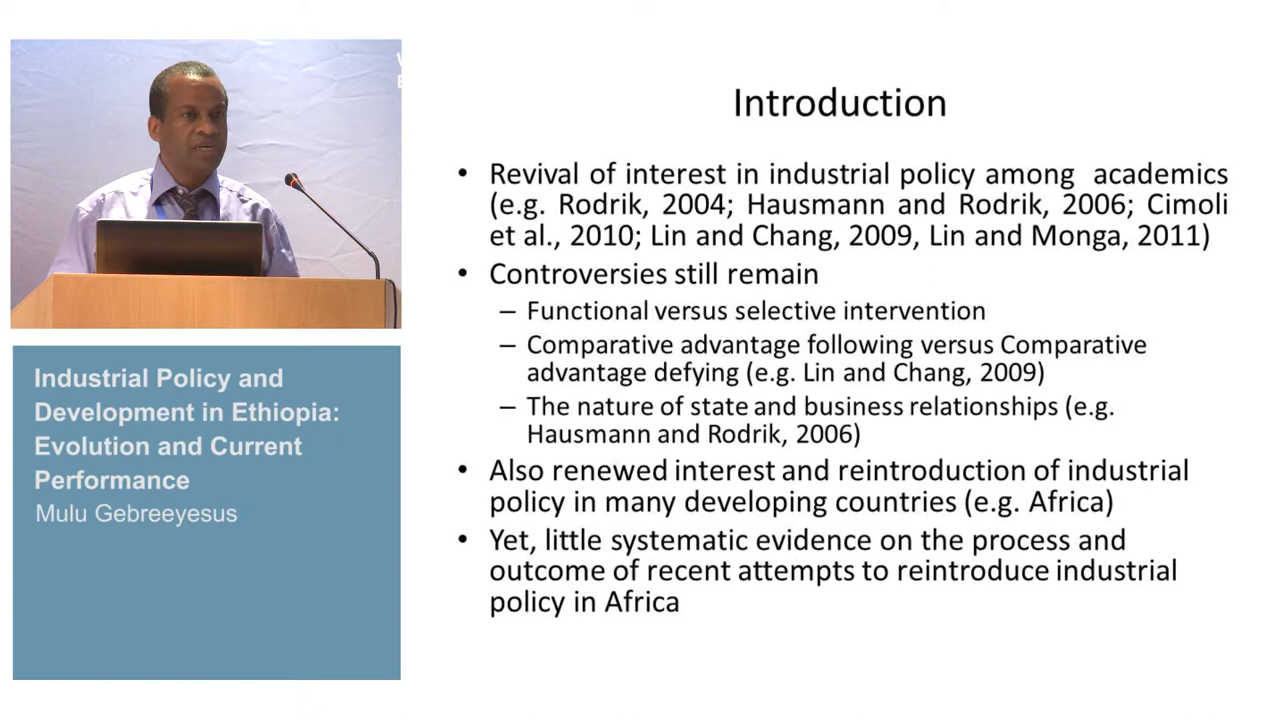 Introduction
• Revival of interest in industrial policy among academics
(e.g. Rodrik, 2004; Hausmann and Rodrik, 2006; Cimoli
et al., 2010; Lin and Chang, 2009, Lin and Monga, 2011)
• Controversies still remain
– Functional versus selective intervention
– Comparative advantage following versus Comparative
advantage defying (e.g. Lin and Chang, 2009)
– The nature of state and business relationships (e.g.
Hausmann and Rodrik, 2006)
• Also renewed interest and reintroduction of industrial
policy in many developing countries (e.g. Africa)
• Yet, little systematic evidence on the process and
outcome of recent attempts to reintroduce industrial
policy in Africa
Industrial Policy and
Development in Ethiopia:
Evolution and Current
Performance
Mulu Gebreeyesus